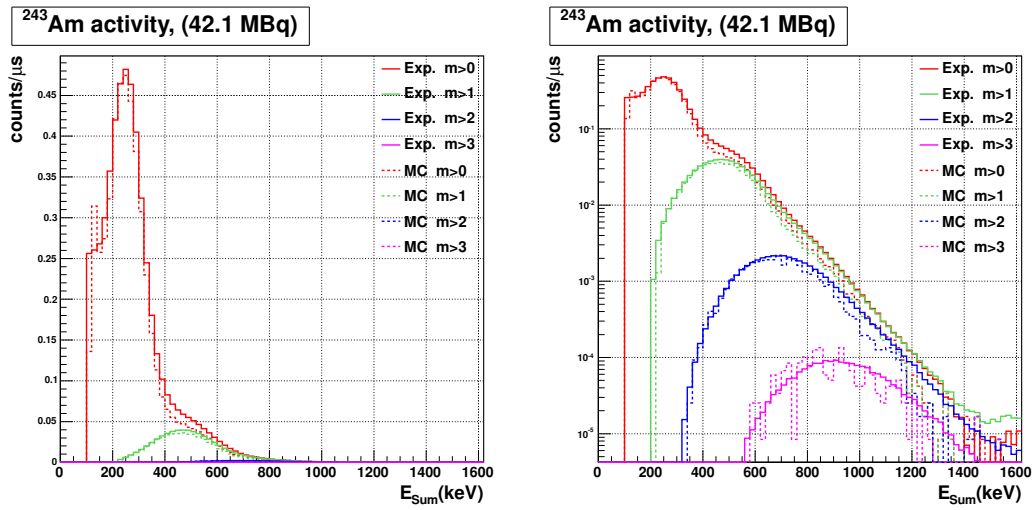 ²⁴³Am activity, (42.1 MBq)
counts/μs
0.45
0.4
0.35
0.3
0.25
0.2
0.15
0.1
0.05
0
Exp. m>0
Exp. m>1
Exp. m>2
Exp. m>3
MC m>0
MC m>1
MC m>2
MC m>3
0 200 400 600 800 1000 1200 1400 1600
E_Sum(keV)
²⁴³Am activity, (42.1 MBq)
counts/μs
10⁻¹
10⁻²
10⁻³
10⁻⁴
10⁻⁵
Exp. m>0
Exp. m>1
Exp. m>2
Exp. m>3
MC m>0
MC m>1
MC m>2
MC m>3
0 200 400 600 800 1000 1200 1400 1600
E_Sum(keV)